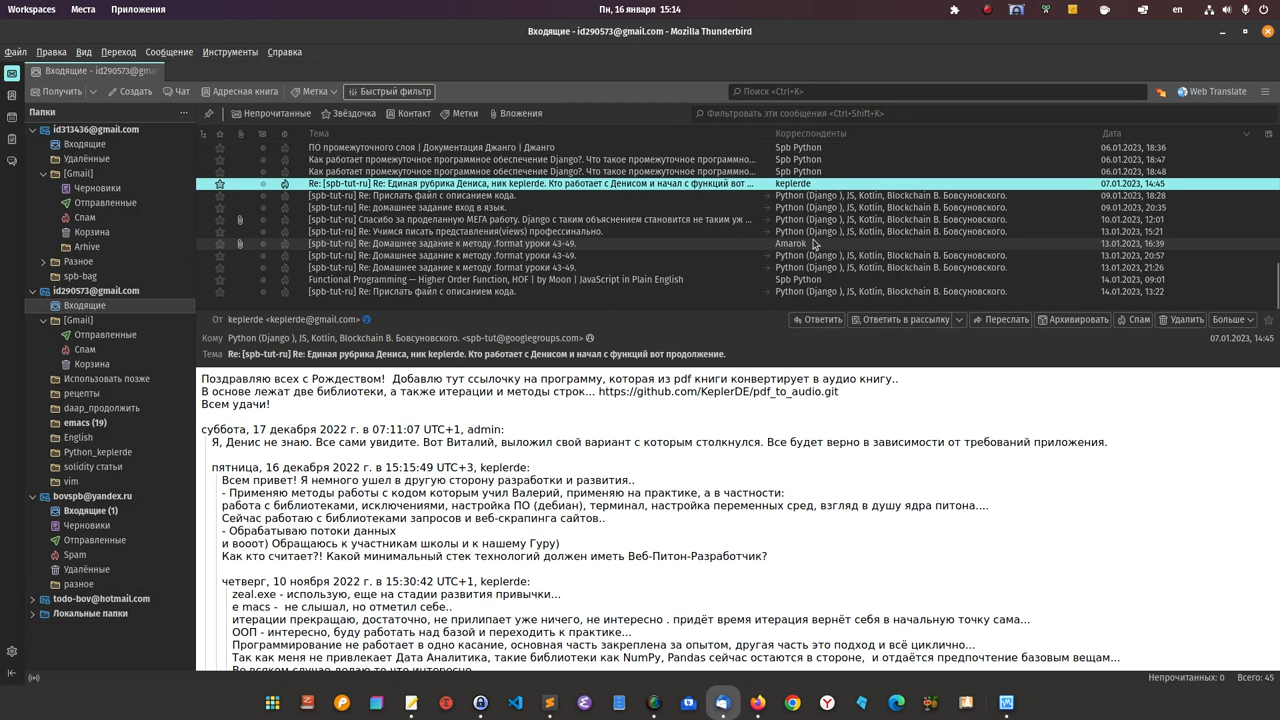 Workspaces Места Приложения Пн, 16 января 15:14 en
Входящие - id290573@gmail.com - Mozilla Thunderbird
Файл Правка Вид Переход Сообщение Инструменты Справка
Входящие - id290573@gma
Получить Создать Чат Адресная книга Метка Быстрый фильтр Поиск <Ctrl+K> Web Translate
Папки ... Непрочитанные Звёздочка Контакт Метки Вложения Фильтровать эти сообщения <Ctrl+Shift+K>
id313436@gmail.com
Входящие
Удалённые
[Gmail]
Черновики
Отправленные
Спам
Корзина
Arhive
Разное
spb-bag
id290573@gmail.com
Входящие
[Gmail]
Отправленные
Спам
Корзина
Использовать позже
рецепты
daap_продолжить
emacs (19)
English
Python_keplerde
solidity статьи
vim
bovspb@yandex.ru
Входящие (1)
Черновики
Отправленные
Spam
Удалённые
разное
todo-bov@hotmail.com
Локальные папки
Тема Корреспонденты Дата
ПО промежуточного слоя | Документация Джанго | Джанго Spb Python 06.01.2023, 18:36
Как работает промежуточное программное обеспечение Django?. Что такое промежуточное программно... Spb Python 06.01.2023, 18:47
Как работает промежуточное программное обеспечение Django?. Что такое промежуточное программно... Spb Python 06.01.2023, 18:48
Re: [spb-tut-ru] Re: Единая рубрика Дениса, ник keplerde. Кто работает с Денисом и начал с функций вот ... keplerde 07.01.2023, 14:45
[spb-tut-ru] Re: Прислать файл с описанием кода. Python (Django ), JS, Kotlin, Blockchain В. Бовсуновского. 09.01.2023, 18:28
[spb-tut-ru] Re: домашнее задание вход в язык. Python (Django ), JS, Kotlin, Blockchain В. Бовсуновского. 09.01.2023, 20:35
[spb-tut-ru] Спасибо за проделанную МЕГА работу. Django с таким объяснением становится не таким уж ... Python (Django ), JS, Kotlin, Blockchain В. Бовсуновского. 10.01.2023, 12:01
[spb-tut-ru] Re: Учимся писать представления(views) профессинально. Python (Django ), JS, Kotlin, Blockchain В. Бовсуновского. 13.01.2023, 15:21
[spb-tut-ru] Re: Домашнее задание к методу .format уроки 43-49. Amarok 13.01.2023, 16:39
[spb-tut-ru] Re: Домашнее задание к методу .format уроки 43-49. Python (Django ), JS, Kotlin, Blockchain В. Бовсуновского. 13.01.2023, 20:57
[spb-tut-ru] Re: Домашнее задание к методу .format уроки 43-49. Python (Django ), JS, Kotlin, Blockchain В. Бовсуновского. 13.01.2023, 21:26
Functional Programming — Higher Order Function, HOF | by Moon | JavaScript in Plain English Spb Python 14.01.2023, 09:01
[spb-tut-ru] Re: Прислать файл с описанием кода. Python (Django ), JS, Kotlin, Blockchain В. Бовсуновского. 14.01.2023, 13:22
От keplerde <keplerde@gmail.com> Ответить Ответить в рассылку Переслать Архивировать Спам Удалить Больше
Кому Python (Django ), JS, Kotlin, Blockchain В. Бовсуновского. <spb-tut@googlegroups.com> 07.01.2023, 14:45
Тема Re: [spb-tut-ru] Re: Единая рубрика Дениса, ник keplerde. Кто работает с Денисом и начал с функций вот продолжение.
Поздравляю всех с Рождеством! Добавлю тут ссылочку на программу, которая из pdf книги конвертирует в аудио книгу..
В основе лежат две библиотеки, а также итерации и методы строк... https://github.com/KeplerDE/pdf_to_audio.git
Всем удачи!
суббота, 17 декабря 2022 г. в 07:11:07 UTC+1, admin:
Я, Денис не знаю. Все сами увидите. Вот Виталий, выложил свой вариант с которым столкнулся. Все будет верно в зависимости от требований приложения.
пятница, 16 декабря 2022 г. в 15:15:49 UTC+3, keplerde:
Всем привет! Я немного ушел в другую сторону разработки и развития..
- Применяю методы работы с кодом которым учил Валерий, применяю на практике, а в частности:
работа с библиотеками, исключениями, настройка ПО (дебиан), терминал, настройка переменных сред, взгляд в душу ядра питона....
Сейчас работаю с библиотеками запросов и веб-скрапинга сайтов..
- Обрабатываю потоки данных
и вооот) Обращаюсь к участникам школы и к нашему Гуру)
Как кто считает?! Какой минимальный стек технологий должен иметь Веб-Питон-Разработчик?
четверг, 10 ноября 2022 г. в 15:30:42 UTC+1, keplerde:
zeal.exe - использую, еще на стадии развития привычки...
e macs - не слышал, но отметил себе..
итерации прекращаю, достаточно, не прилипает уже ничего, не интересно . придёт время итерация вернёт себя в начальную точку сама...
ООП - интересно, буду работать над базой и переходить к практике...
Программирование не работает в одно касание, основная часть закреплена за опытом, другая часть это подход и всё циклично...
Так как меня не привлекает Дата Аналитика, такие библиотеки как NumPy, Pandas сейчас остаются в стороне, и отдаётся предпочтение базовым вещам...
Непрочитанных: 0 Всего: 45